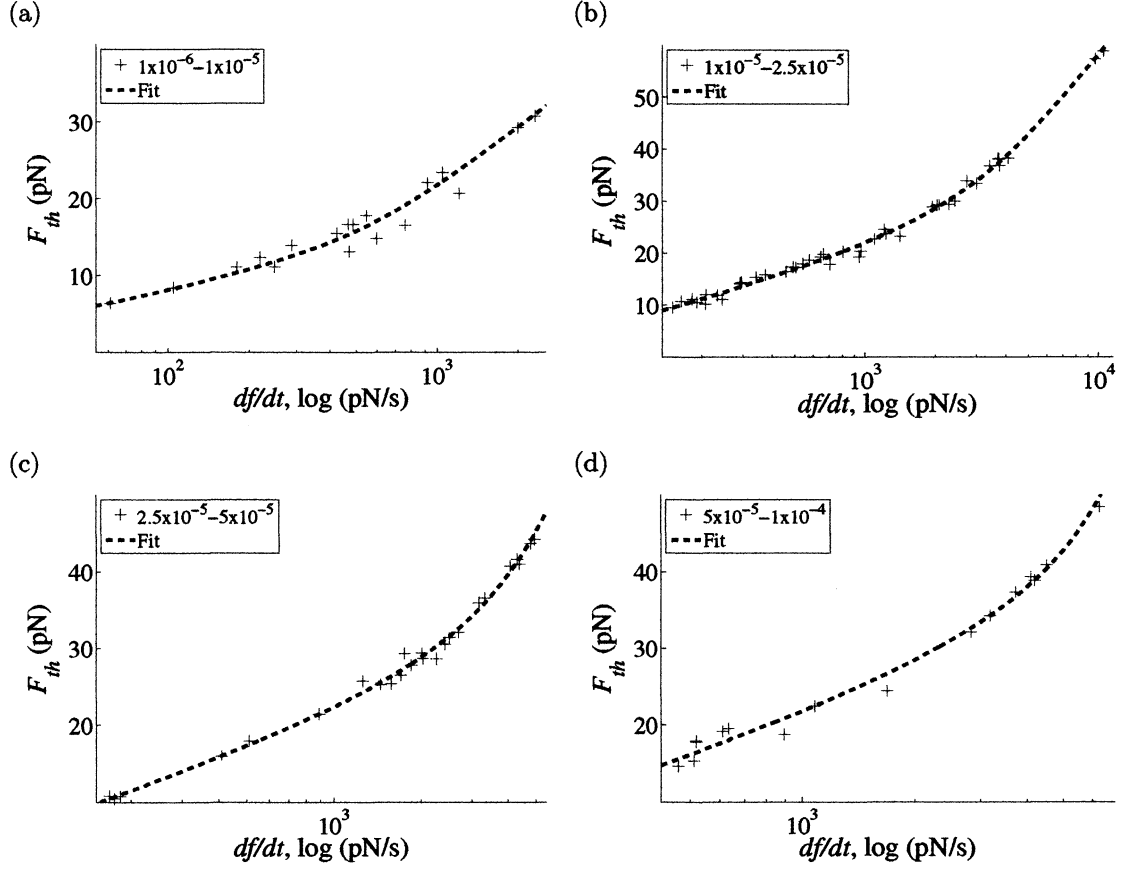 (a)
1x10⁻⁶–1x10⁻⁵
Fit
30
20
10
F_th (pN)
10² 10³
df/dt, log (pN/s)
(b)
1x10⁻⁵–2.5x10⁻⁵
Fit
50
40
30
20
10
F_th (pN)
10³ 10⁴
df/dt, log (pN/s)
(c)
2.5x10⁻⁵–5x10⁻⁵
Fit
40
30
20
F_th (pN)
10³
df/dt, log (pN/s)
(d)
5x10⁻⁵–1x10⁻⁴
Fit
40
30
20
F_th (pN)
10³
df/dt, log (pN/s)